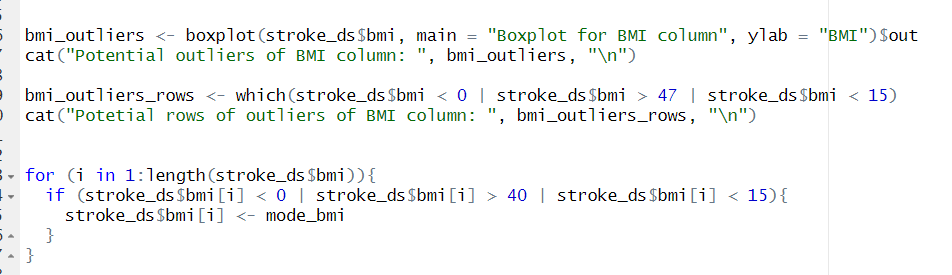 bmi_outliers <- boxplot(stroke_ds$bmi, main = "Boxplot for BMI column", ylab = "BMI")$out
cat("Potential outliers of BMI column: ", bmi_outliers, "\n")
bmi_outliers_rows <- which(stroke_ds$bmi < 0 | stroke_ds$bmi > 47 | stroke_ds$bmi < 15)
cat("Potetial rows of outliers of BMI column: ", bmi_outliers_rows, "\n")
for (i in 1:length(stroke_ds$bmi)){
  if (stroke_ds$bmi[i] < 0 | stroke_ds$bmi[i] > 40 | stroke_ds$bmi[i] < 15){
    stroke_ds$bmi[i] <- mode_bmi
  }
}